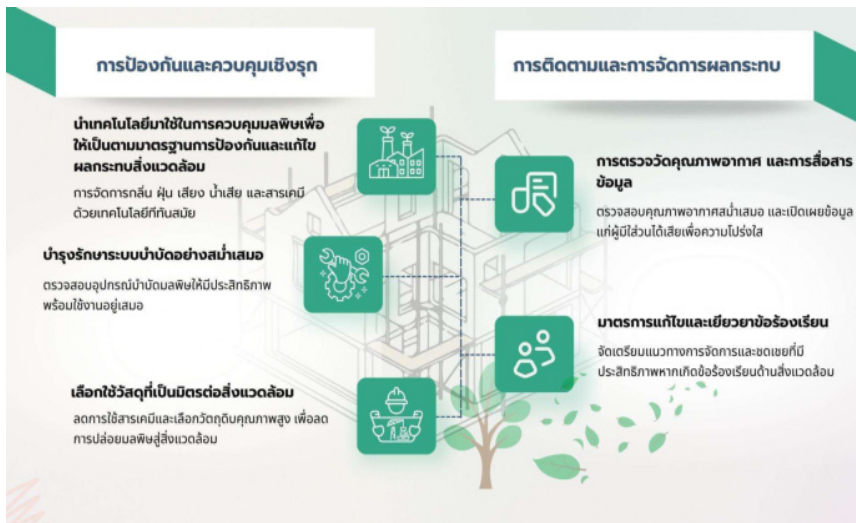 การป้องกันและควบคุมเชิงรุก
นำเทคโนโลยีมาใช้ในการควบคุมมลพิษเพื่อ
ให้เป็นตามมาตรฐานการป้องกันและแก้ไข
ผลกระทบสิ่งแวดล้อม
การจัดการกลิ่น ฝุ่น เสียง น้ำเสีย และสารเคมี
ด้วยเทคโนโลยีที่ทันสมัย
บำรุงรักษาระบบบำบัดอย่างสม่ำเสมอ
ตรวจสอบอุปกรณ์บำบัดมลพิษให้มีประสิทธิภาพ
พร้อมใช้งานอยู่เสมอ
เลือกใช้วัสดุที่เป็นมิตรต่อสิ่งแวดล้อม
ลดการใช้สารเคมีและเลือกวัตถุดิบคุณภาพสูง เพื่อลด
การปล่อยมลพิษสู่สิ่งแวดล้อม
การติดตามและการจัดการผลกระทบ
การตรวจวัดคุณภาพอากาศ และการสื่อสาร
ข้อมูล
ตรวจสอบคุณภาพอากาศสม่ำเสมอ และเปิดเผยข้อมูล
แก่ผู้มีส่วนได้เสียเพื่อความโปร่งใส
มาตรการแก้ไขและเยียวยาข้อร้องเรียน
จัดเตรียมแนวทางการจัดการและชดเชยที่มี
ประสิทธิภาพหากเกิดข้อร้องเรียนด้านสิ่งแวดล้อม